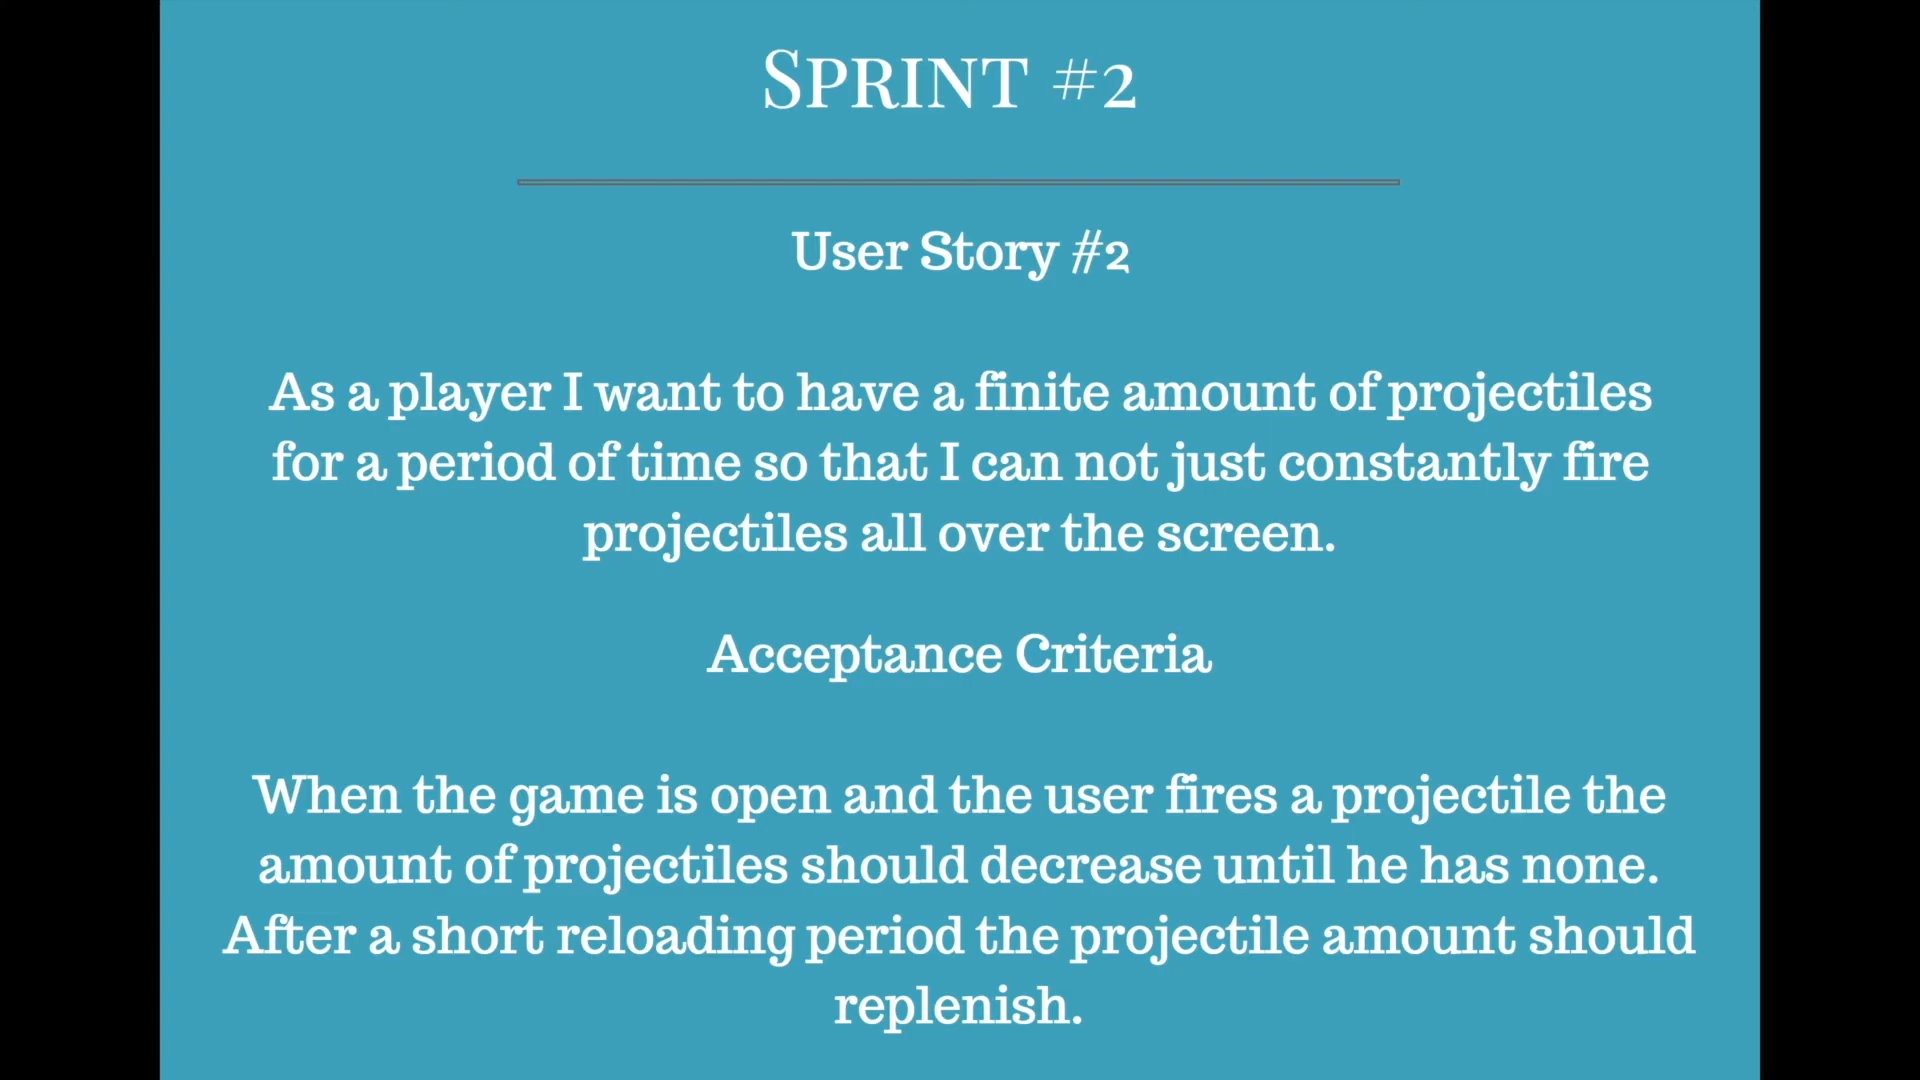 SPRINT #2
User Story #2
As a player I want to have a finite amount of projectiles
for a period of time so that I can not just constantly fire
projectiles all over the screen.
Acceptance Criteria
When the game is open and the user fires a projectile the
amount of projectiles should decrease until he has none.
After a short reloading period the projectile amount should
replenish.